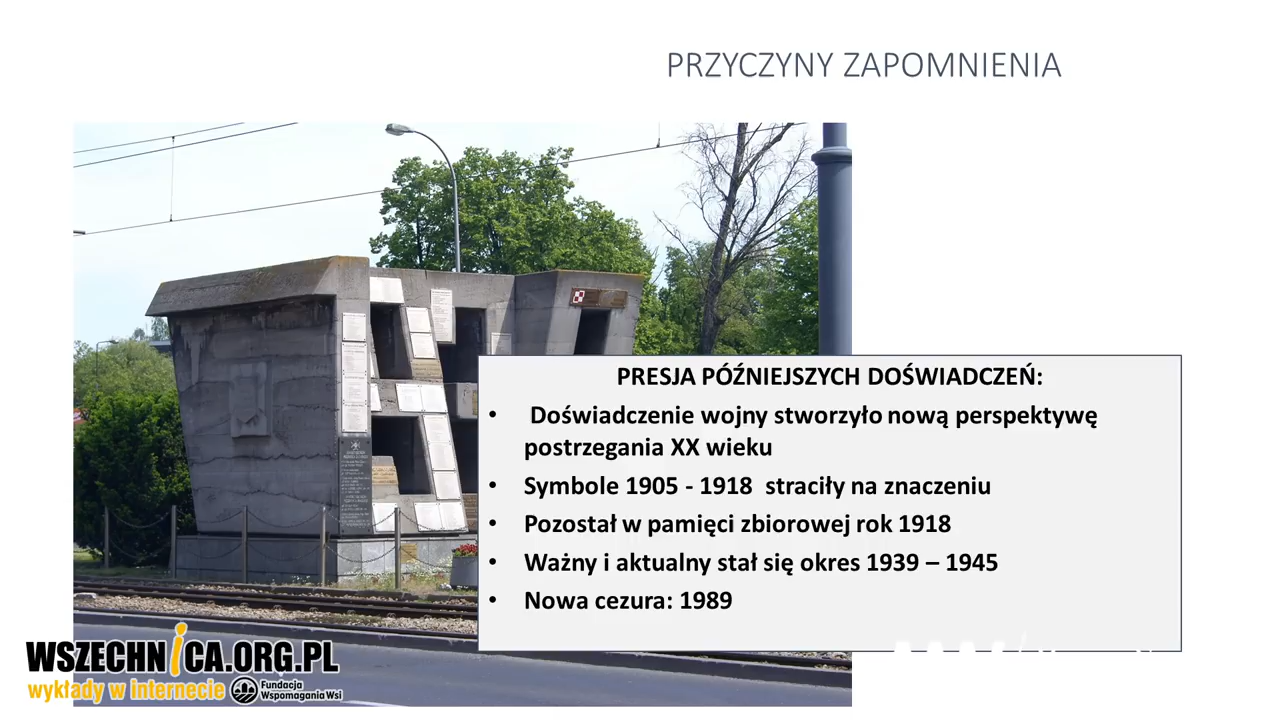 PRZYCZYNY ZAPOMNIENIA
PRESJA PÓŹNIEJSZYCH DOŚWIADCZEŃ:
• Doświadczenie wojny stworzyło nową perspektywę
postrzegania XX wieku
• Symbole 1905 - 1918 straciły na znaczeniu
• Pozostał w pamięci zbiorowej rok 1918
• Ważny i aktualny stał się okres 1939 – 1945
• Nowa cezura: 1989
WSZECHNICA.ORG.PL
wykłady w internecie
Fundacja
Wspomagania Wsi